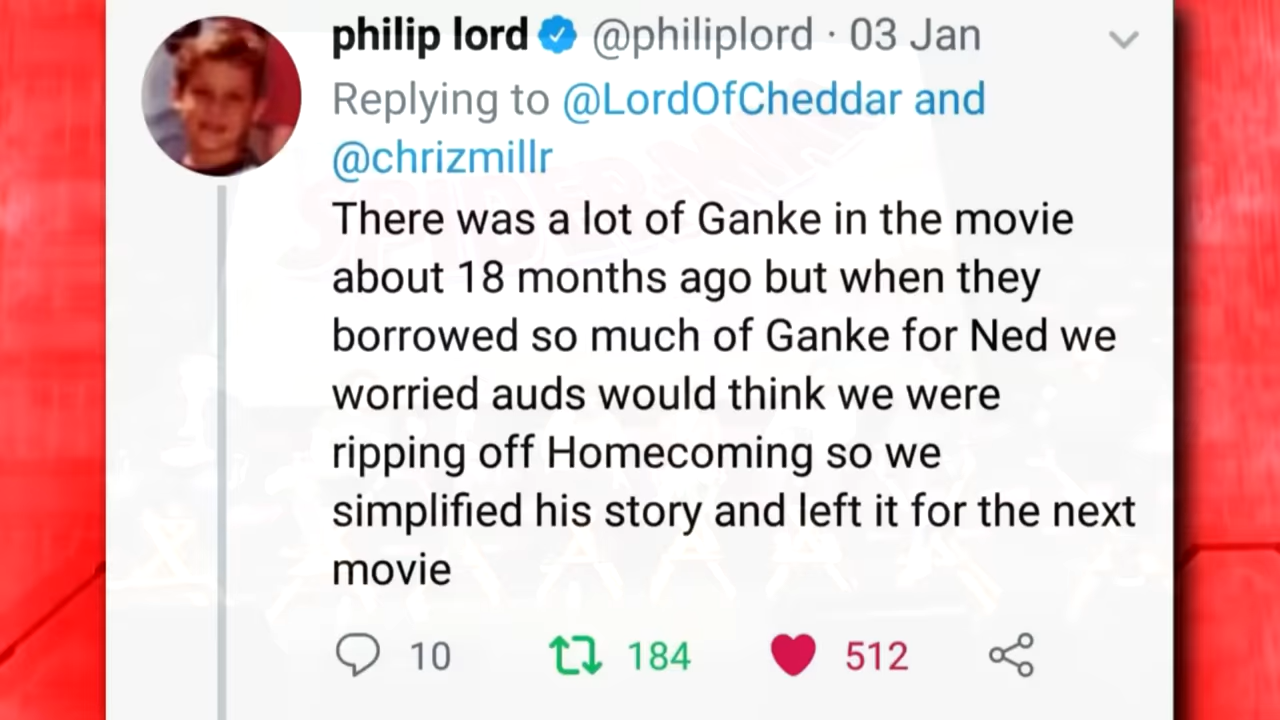 philip lord @philiplord · 03 Jan
Replying to @LordOfCheddar and
@chrizmillr
There was a lot of Ganke in the movie
about 18 months ago but when they
borrowed so much of Ganke for Ned we
worried auds would think we were
ripping off Homecoming so we
simplified his story and left it for the next
movie
10 184 512